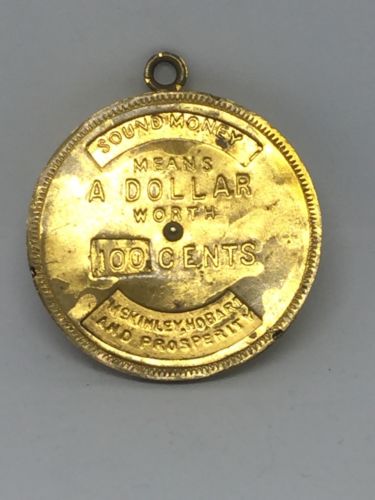 SOUND MONEY
MEANS
A DOLLAR
WORTH
100 CENTS
McKINLEY, HOBART
AND PROSPERITY